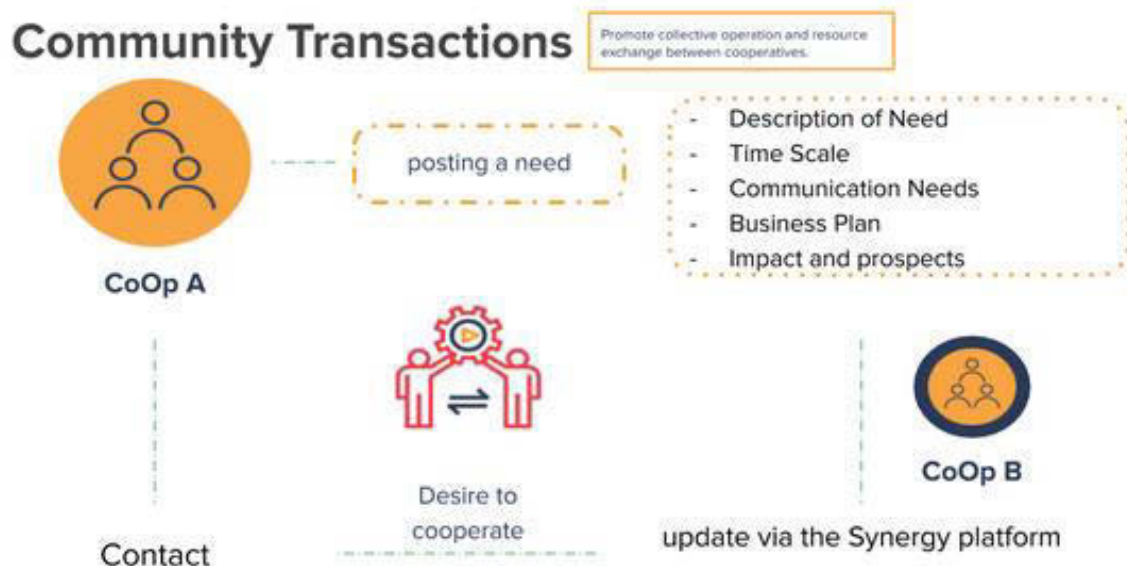 Community Transactions
Promote collective operation and resource
exchange between cooperatives.
CoOp A
posting a need
- Description of Need
- Time Scale
- Communication Needs
- Business Plan
- Impact and prospects
CoOp B
Desire to
cooperate
Contact
update via the Synergy platform